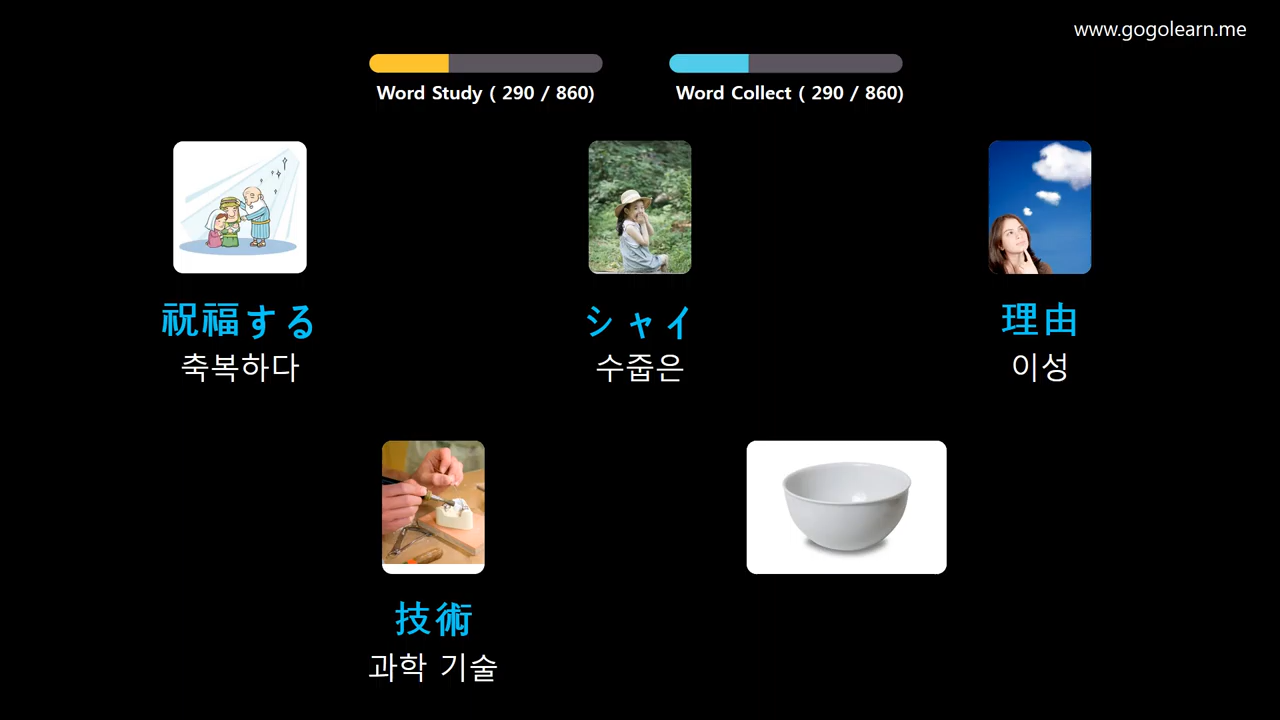 www.gogolearn.me
Word Study ( 290 / 860)
Word Collect ( 290 / 860)
祝福する
축복하다
シャイ
수줍은
理由
이성
技術
과학 기술